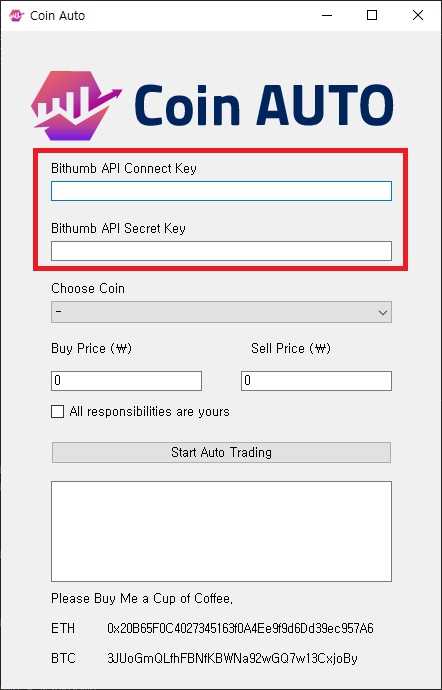 Coin Auto
Coin AUTO
Bithumb API Connect Key
Bithumb API Secret Key
Choose Coin
-
Buy Price (₩) Sell Price (₩)
0 0
All responsibilities are yours
Start Auto Trading
Please Buy Me a Cup of Coffee,
ETH 0x20B65F0C4027345163f0A4Ee9f9d6Dd39ec957A6
BTC 3JUoGmQLfhFBNfKBWNa92wGQ7w13CxjoBy